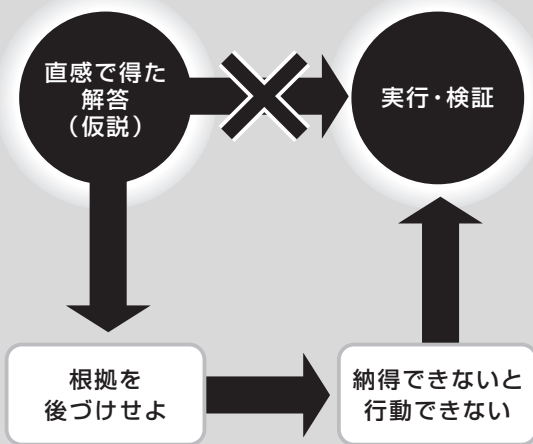 直感で得た
解答
（仮説）
実行・検証
根拠を
後づけせよ
納得できないと
行動できない